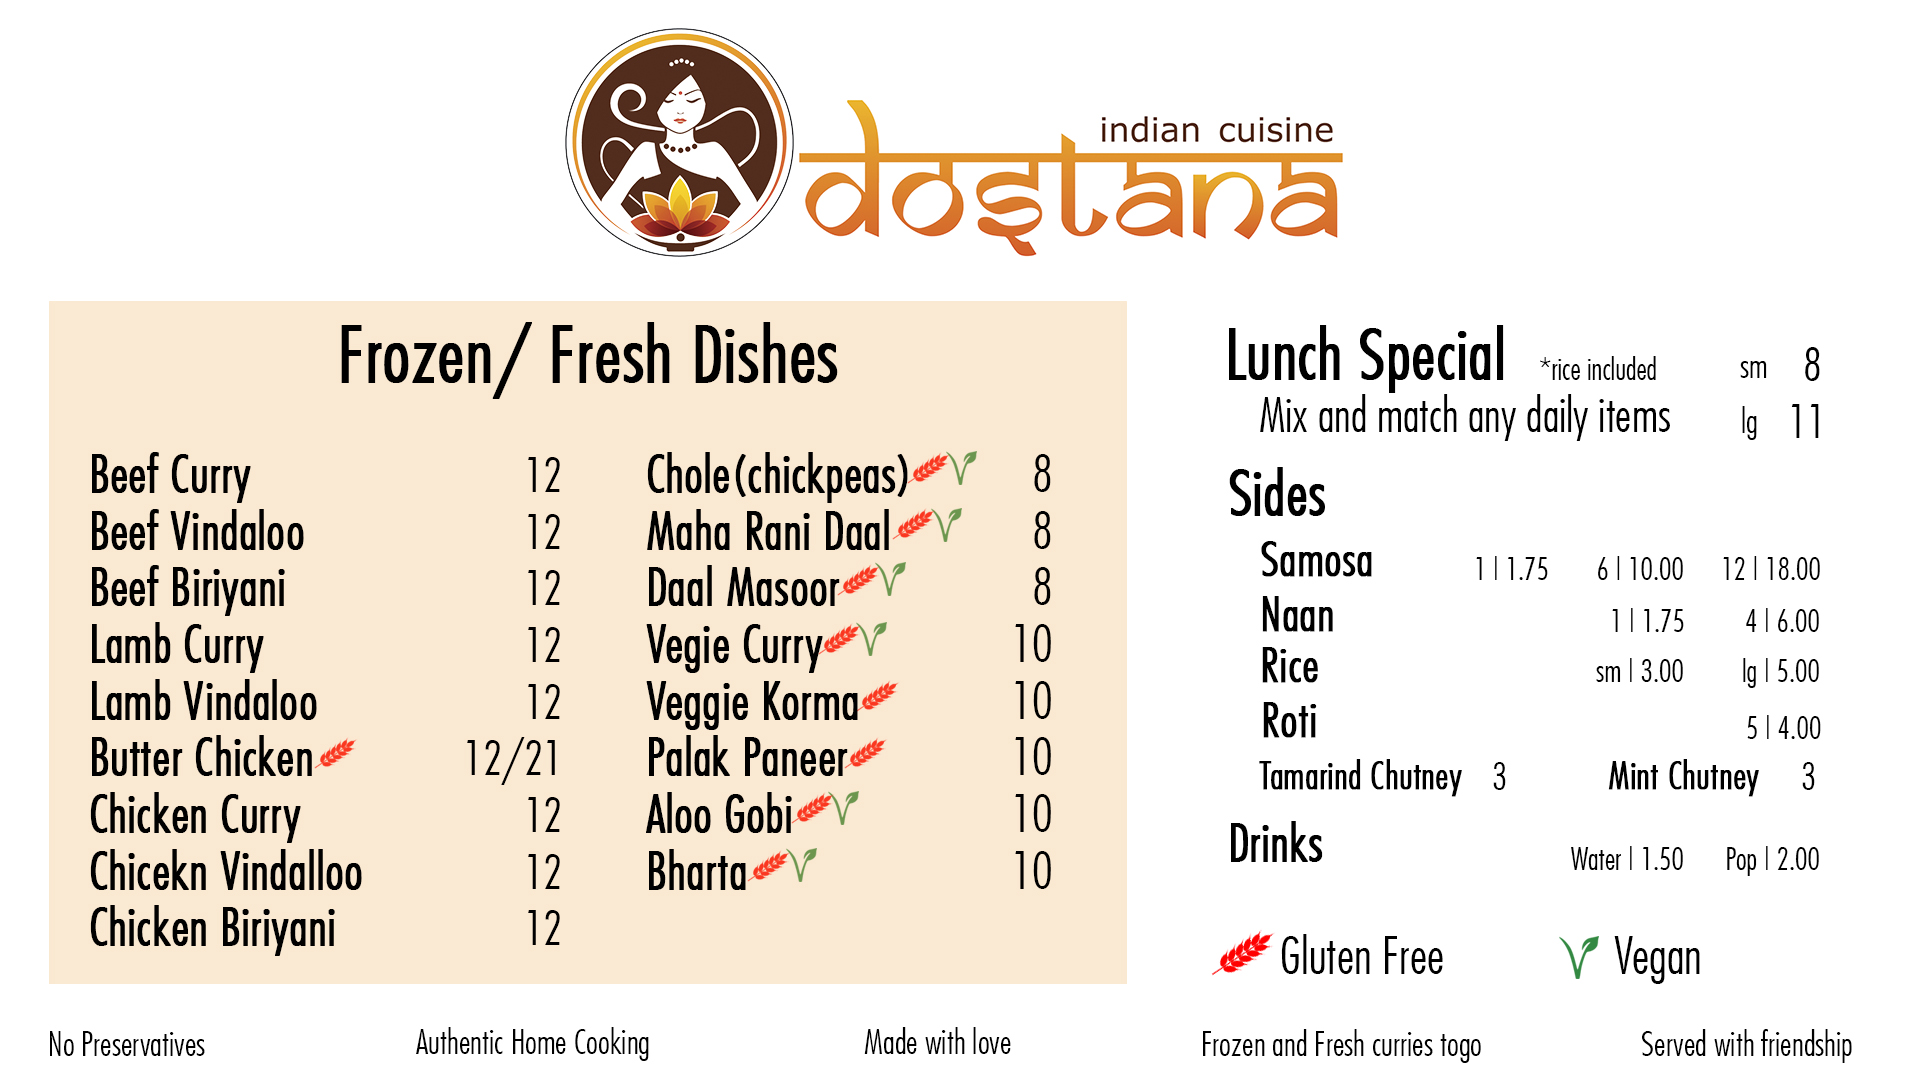 indian cuisine
dostana
Frozen/ Fresh Dishes
Beef Curry 12
Beef Vindaloo 12
Beef Biriyani 12
Lamb Curry 12
Lamb Vindaloo 12
Butter Chicken 12/21
Chicken Curry 12
Chicekn Vindalloo 12
Chicken Biriyani 12
Chole(chickpeas) 8
Maha Rani Daal 8
Daal Masoor 8
Vegie Curry 10
Veggie Korma 10
Palak Paneer 10
Aloo Gobi 10
Bharta 10
Lunch Special *rice included sm 8
Mix and match any daily items lg 11
Sides
Samosa 1 | 1.75 6 | 10.00 12 | 18.00
Naan 1 | 1.75 4 | 6.00
Rice sm | 3.00 lg | 5.00
Roti 5 | 4.00
Tamarind Chutney 3 Mint Chutney 3
Drinks Water | 1.50 Pop | 2.00
Gluten Free Vegan
No Preservatives Authentic Home Cooking Made with love Frozen and Fresh curries togo Served with friendship